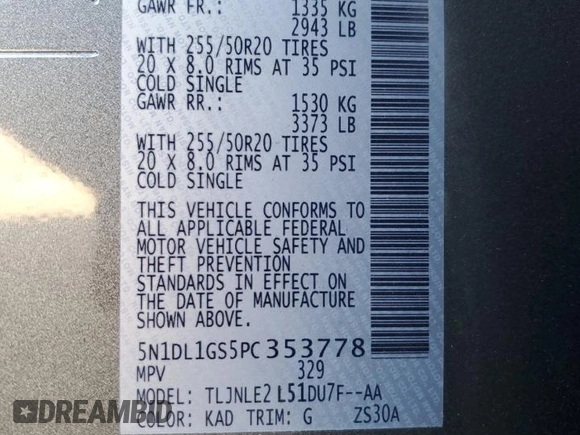 GAWR FR.: 1335 KG
2943 LB
WITH 255/50R20 TIRES
20 X 8.0 RIMS AT 35 PSI
COLD SINGLE
GAWR RR.: 1530 KG
3373 LB
WITH 255/50R20 TIRES
20 X 8.0 RIMS AT 35 PSI
COLD SINGLE
THIS VEHICLE CONFORMS TO
ALL APPLICABLE FEDERAL
MOTOR VEHICLE SAFETY AND
THEFT PREVENTION
STANDARDS IN EFFECT ON
THE DATE OF MANUFACTURE
SHOWN ABOVE.
5N1DL1GS5PC353778
MPV 329
MODEL: TLJNLE2 L51DU7F--AA
COLOR: KAD TRIM: G ZS30A
DREAMBID